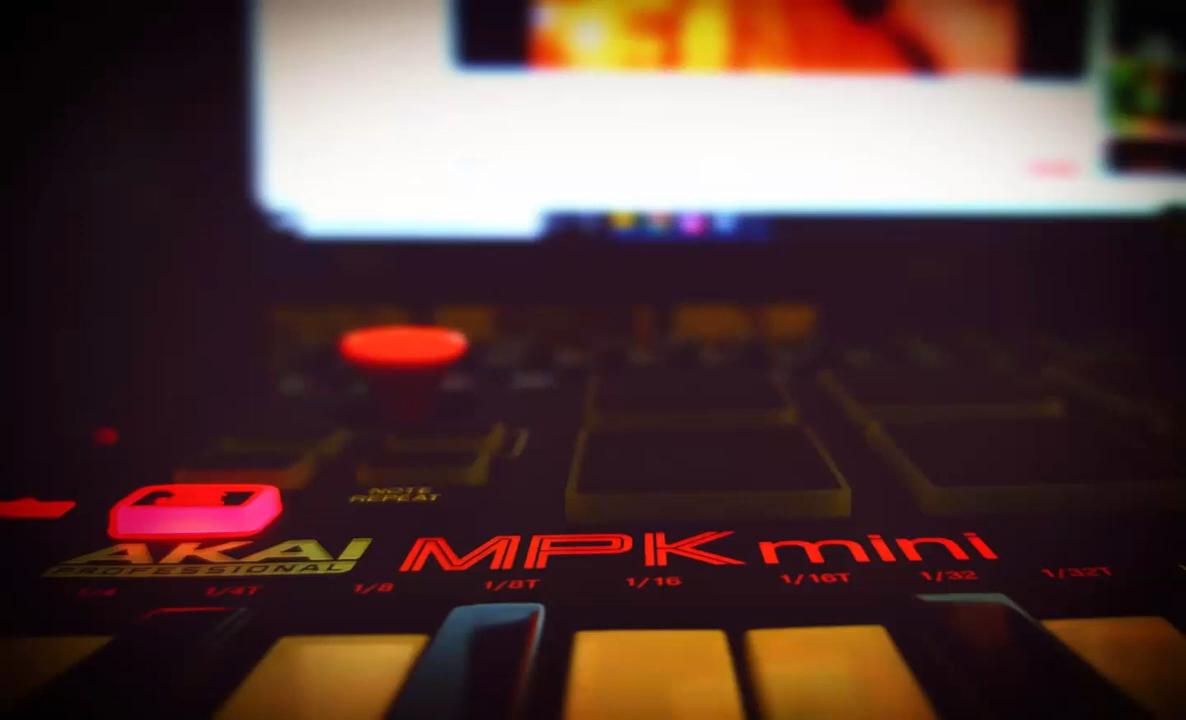 NOTE
REPEAT
AKAI MPK mini
PROFESSIONAL
1/4 1/4T 1/8 1/8T 1/16 1/16T 1/32 1/32T